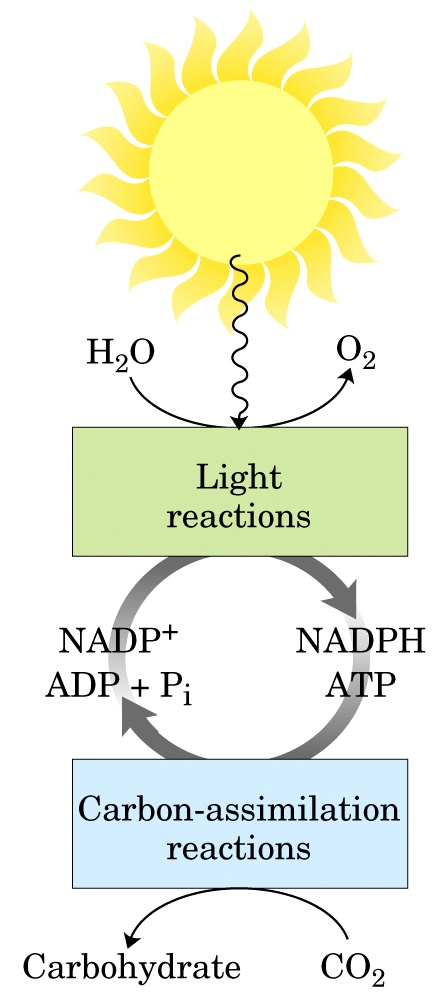 H₂O
O₂
Light
reactions
NADP⁺
ADP + Pᵢ
NADPH
ATP
Carbon-assimilation
reactions
Carbohydrate
CO₂